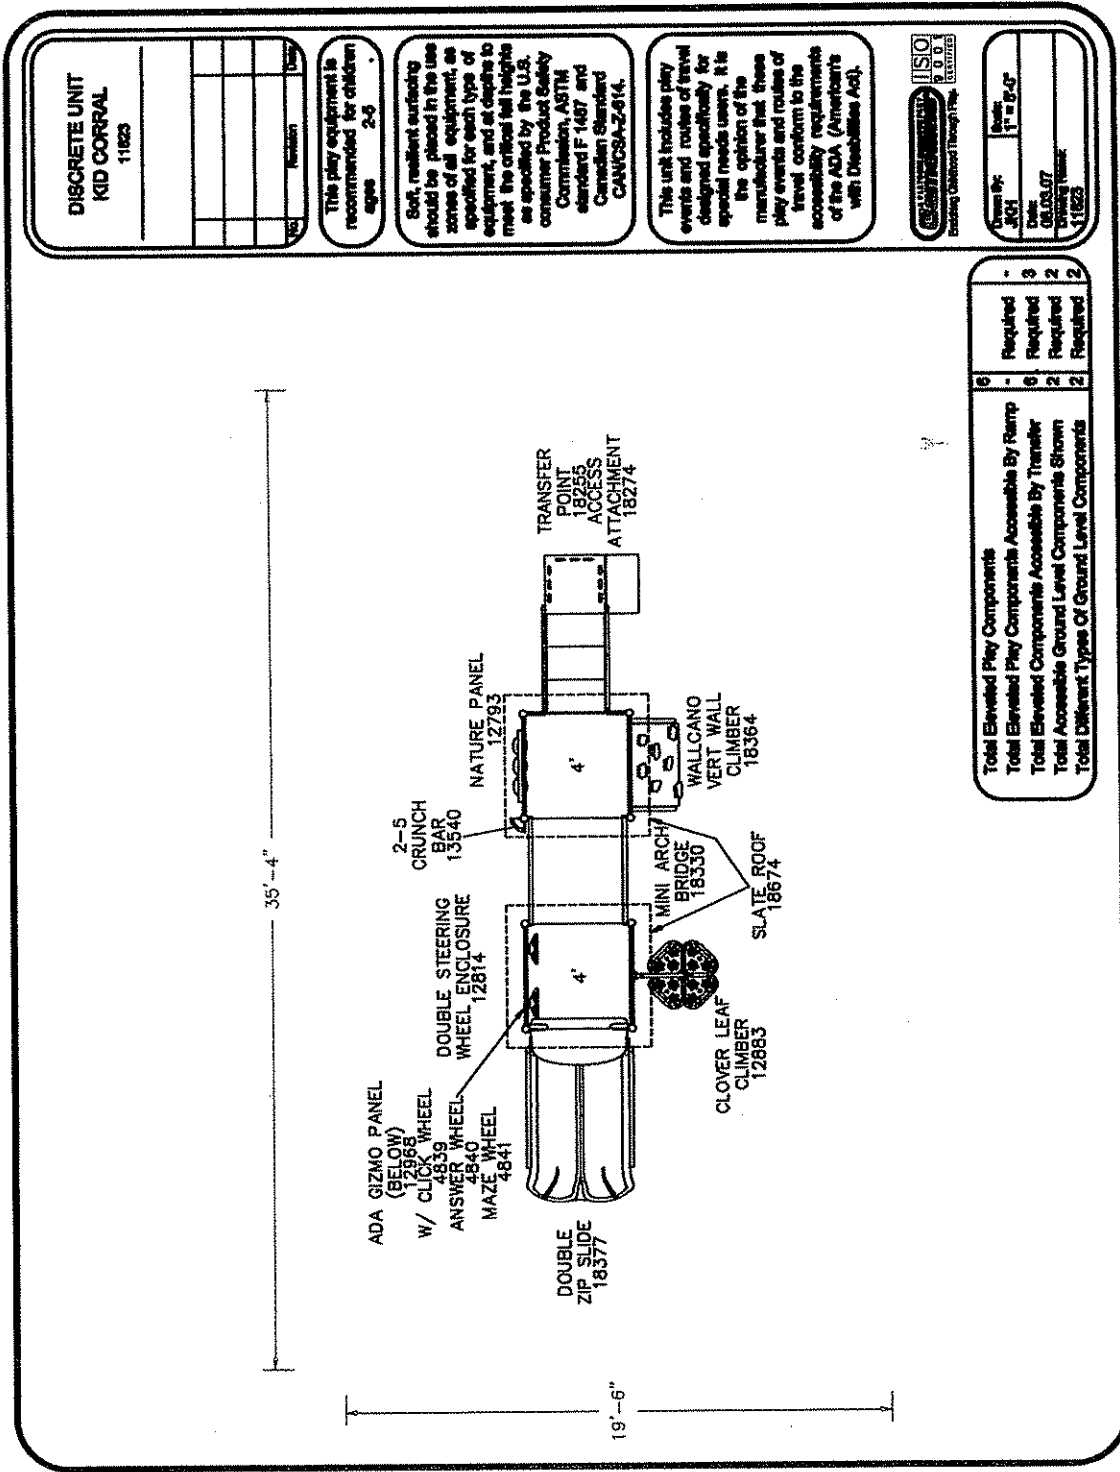 DISCRETE UNIT
KID CORRAL
11823
No.
Revision
Date
This play equipment is
recommended for children
ages 2-5 .
Soft, resilient surfacing
should be placed in the use
zones of all equipment, as
specified for each type of
equipment, and at depths to
meet the critical fall heights
as specified by the U.S.
consumer Product Safety
Commission, ASTM
standard F 1487 and
Canadian Standard
CAN/CSA-Z-614.
This unit includes play
events and routes of travel
designed specifically for
special needs users. It is
the opinion of the
manufacturer that these
play events and routes of
travel conform to the
accessibility requirements
of the ADA (American's
with Disabilities Act).
ISO
9001
CERTIFIED
Enriching Childhood Through Play.
Drawn By:
JKH
Scale:
Date:
08.03.07
Drawing Name:
11823
35'-4"
19'-6"
ADA GIZMO PANEL
(BELOW)
12968
W/ CLICK WHEEL
4839
ANSWER WHEEL
4840
MAZE WHEEL
4841
DOUBLE STEERING
WHEEL ENCLOSURE
12814
2-5
CRUNCH
BAR
13540
NATURE PANEL
12793
TRANSFER
POINT
18255
ACCESS
ATTACHMENT
18274
DOUBLE
ZIP SLIDE
18377
4'
4'
CLOVER LEAF
CLIMBER
12883
MINI ARCH
BRIDGE
18330
SLATE ROOF
18674
WALLCANO
VERT WALL
CLIMBER
18364
Total Elevated Play Components 6
Total Elevated Play Components Accessible By Ramp - Required -
Total Elevated Components Accessible By Transfer 6 Required 3
Total Accessible Ground Level Components Shown 2 Required 2
Total Different Types Of Ground Level Components 2 Required 2